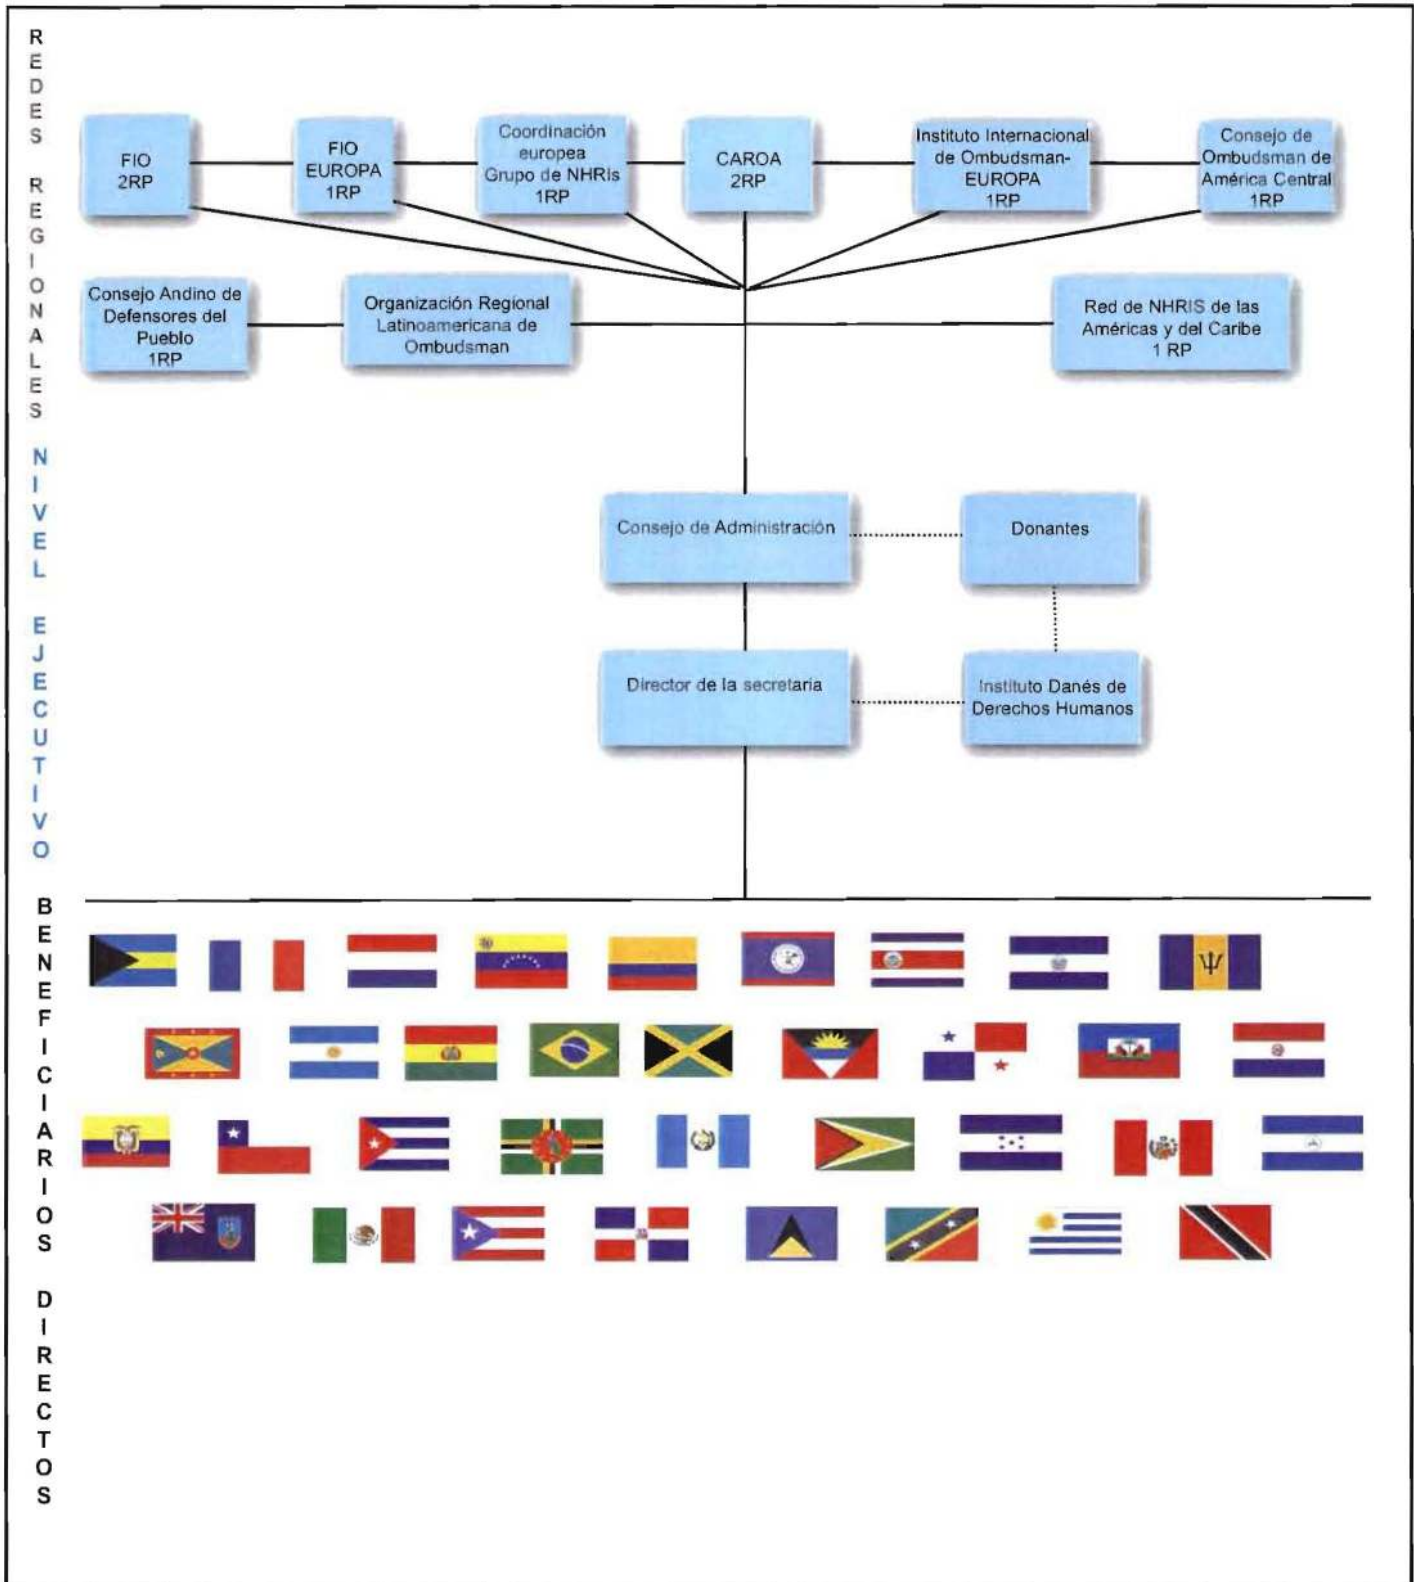 REDES REGIONALES
FIO
2RP
FIO
EUROPA
1RP
Coordinación
europea
Grupo de NHRIs
1RP
CAROA
2RP
Instituto Internacional
de Ombudsman-
EUROPA
1RP
Consejo de
Ombudsman de
América Central
1RP
Consejo Andino de
Defensores del
Pueblo
1RP
Organización Regional
Latinoamericana de
Ombudsman
Red de NHRIS de las
Américas y del Caribe
1 RP
NIVEL EJECUTIVO
Consejo de Administración
Donantes
Director de la secretaria
Instituto Danés de
Derechos Humanos
BENEFICIARIOS DIRECTOS